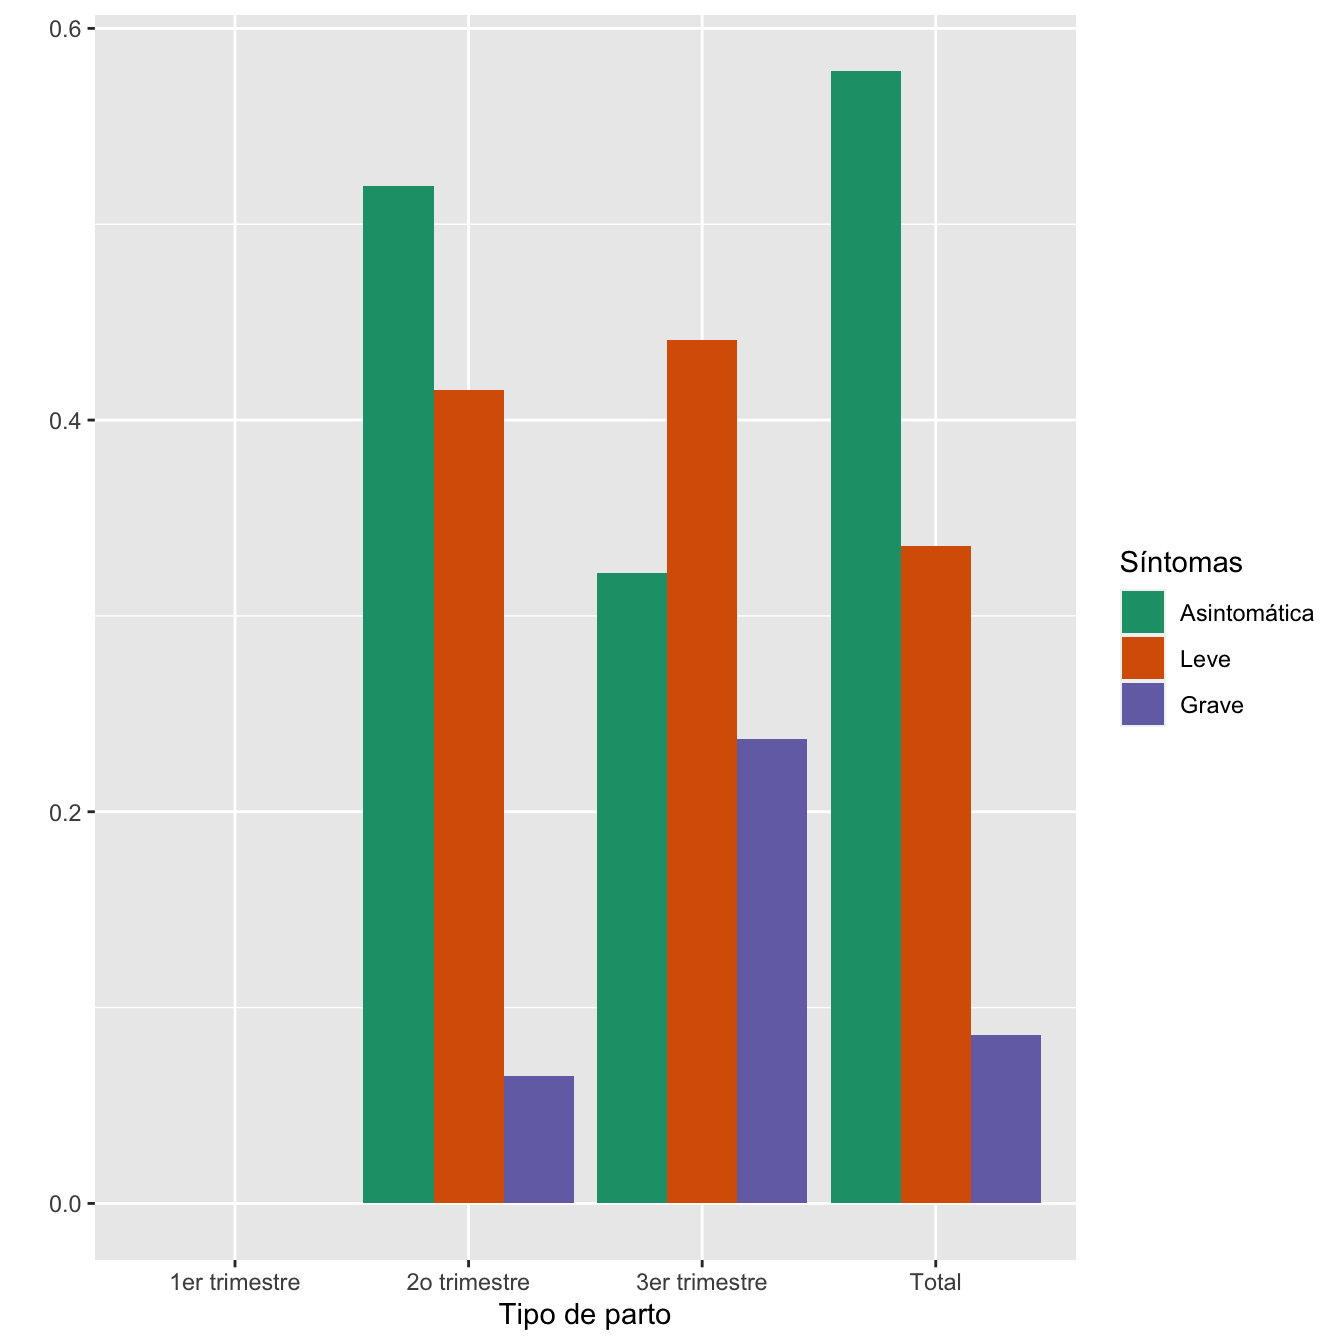 0.6
0.4
0.2
0.0
1er trimestre
2o trimestre
3er trimestre
Total
Tipo de parto
Síntomas
Asintomática
Leve
Grave